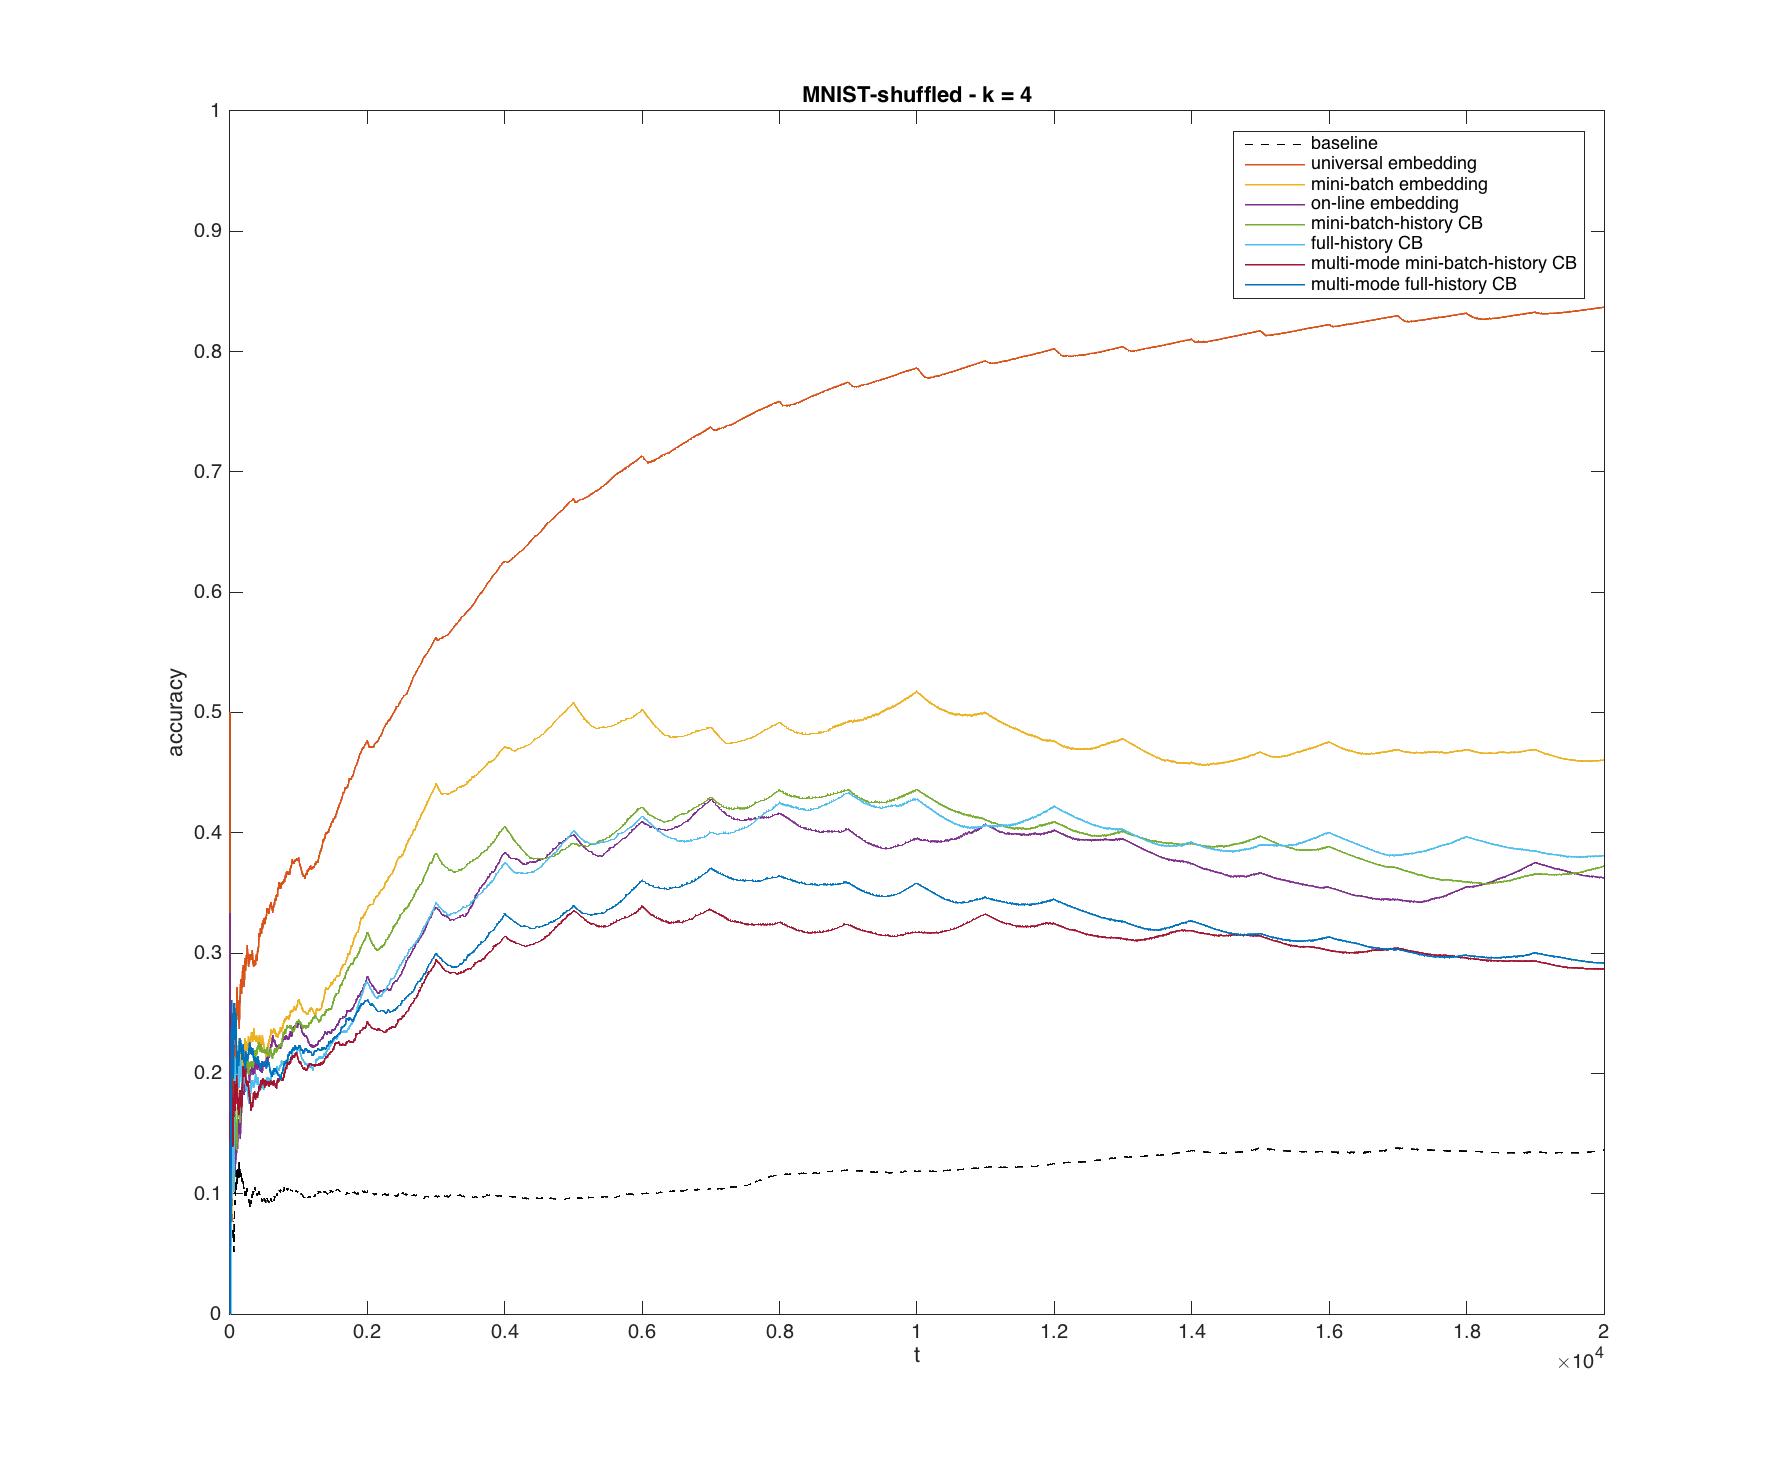 MNIST-shuffled - k = 4
1
0.9
0.8
0.7
0.6
0.5
0.4
0.3
0.2
0.1
0
accuracy
baseline
universal embedding
mini-batch embedding
on-line embedding
mini-batch-history CB
full-history CB
multi-mode mini-batch-history CB
multi-mode full-history CB
0 0.2 0.4 0.6 0.8 1 1.2 1.4 1.6 1.8 2
t
×10⁴